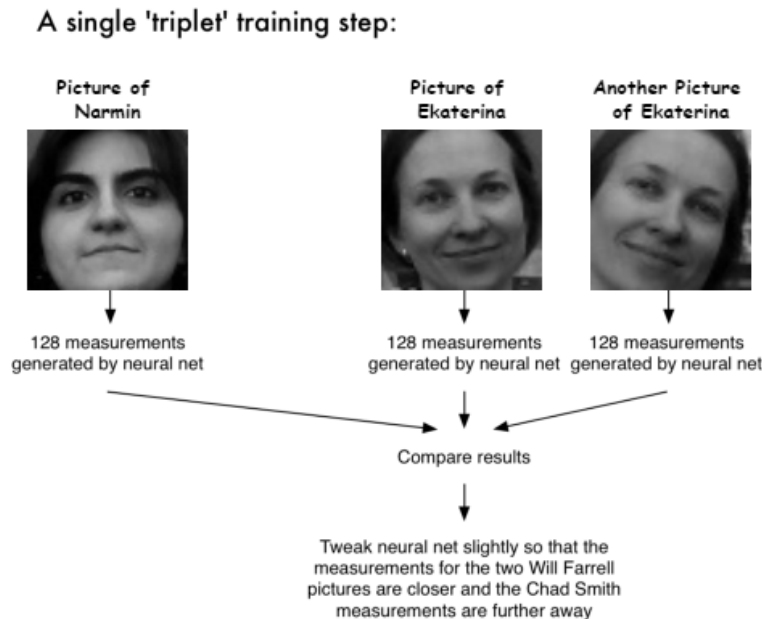 A single 'triplet' training step:
Picture of
Narmin
Picture of
Ekaterina
Another Picture
of Ekaterina
128 measurements
generated by neural net
128 measurements
generated by neural net
128 measurements
generated by neural net
Compare results
Tweak neural net slightly so that the
measurements for the two Will Farrell
pictures are closer and the Chad Smith
measurements are further away